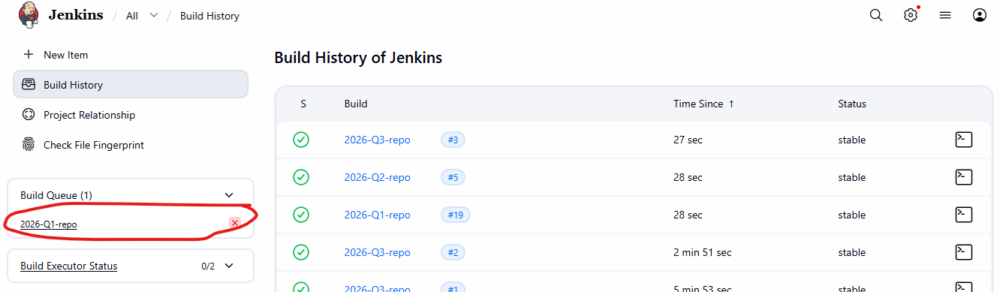 Jenkins / All / Build History
New Item
Build History
Project Relationship
Check File Fingerprint
Build Queue (1)
2026-Q1-repo
Build Executor Status 0/2
Build History of Jenkins
S Build Time Since ↑ Status
2026-Q3-repo #3 27 sec stable
2026-Q2-repo #5 28 sec stable
2026-Q1-repo #19 28 sec stable
2026-Q3-repo #2 2 min 51 sec stable
2026-Q3-repo #1 5 min 53 sec stable